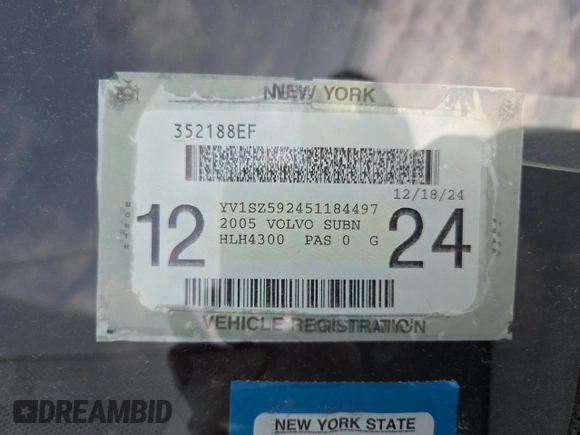 NEW YORK
352188EF
12/18/24
12
YV1SZ592451184497
2005 VOLVO SUBN
HLH4300 PAS 0 G
24
VEHICLE REGISTRATION
NEW YORK STATE
DREAMBID